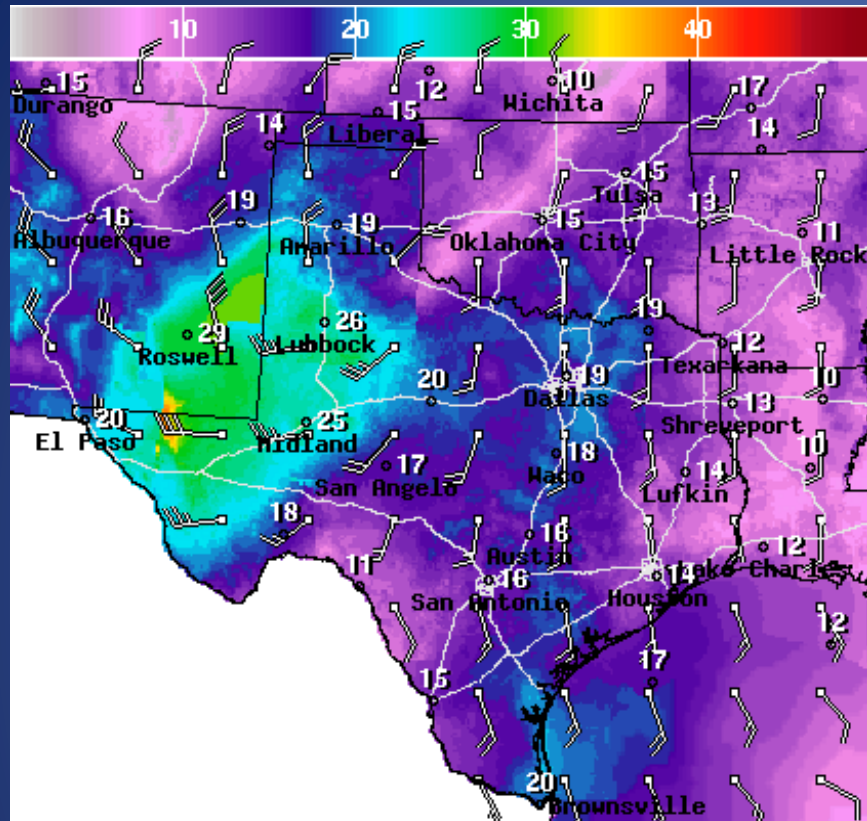 10 20 30 40
15 12 10 17
Durango Wichita
14 Liberal 15 14
16 19 19 15 Tulsa 15 13 11
Albuquerque Amarillo Oklahoma City Little Rock
29 26 19 12
Roswell Lubbock Texarkana
20 20 19 13 10
El Paso 25 Dallas Shreveport
Midland 17 18 14 10
San Angelo Waco Lufkin
18 16 12
11 Austin Lake Charles
16 14
San Antonio Houston
15 17 12
20 Brownsville